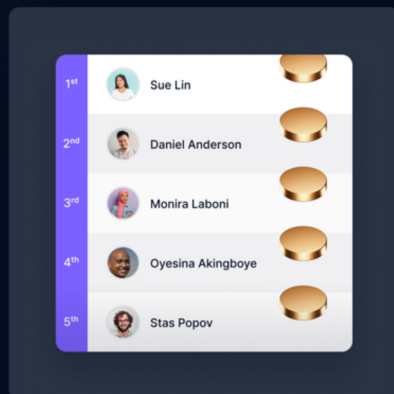 1st Sue Lin
2nd Daniel Anderson
3rd Monira Laboni
4th Oyesina Akingboye
5th Stas Popov